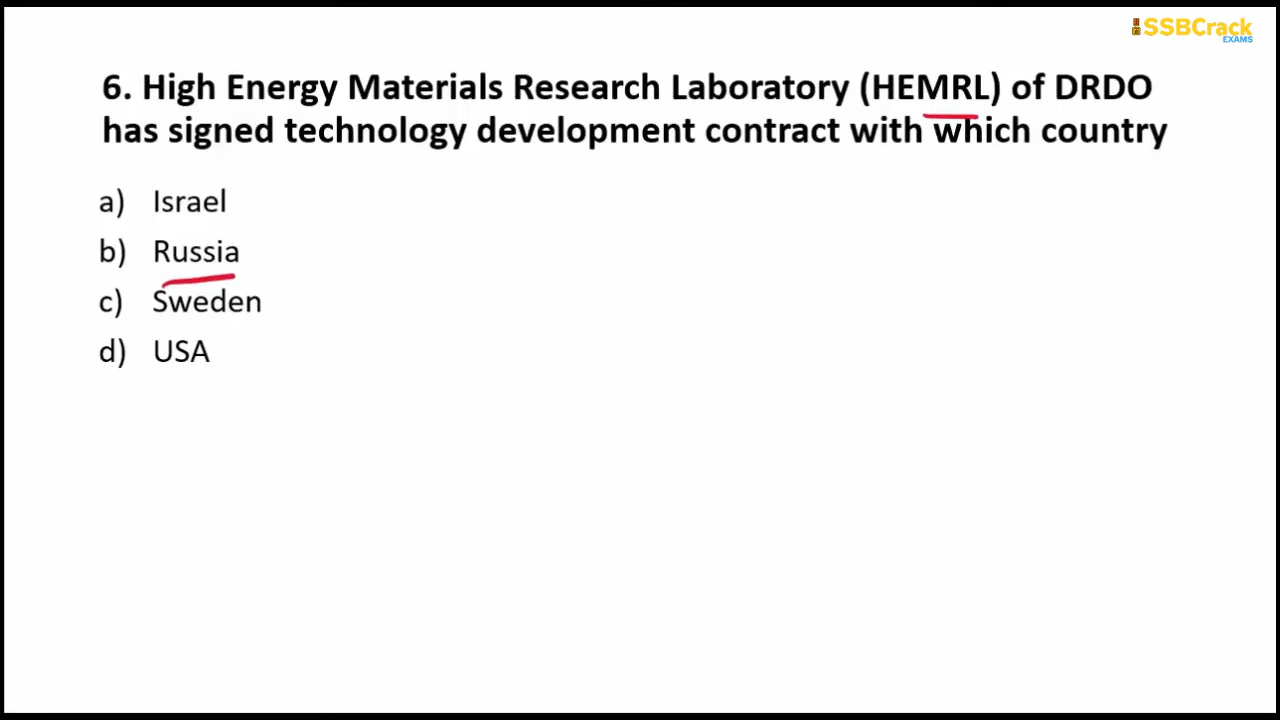 SSBCrack
EXAMS
6. High Energy Materials Research Laboratory (HEMRL) of DRDO
has signed technology development contract with which country
a) Israel
b) Russia
c) Sweden
d) USA